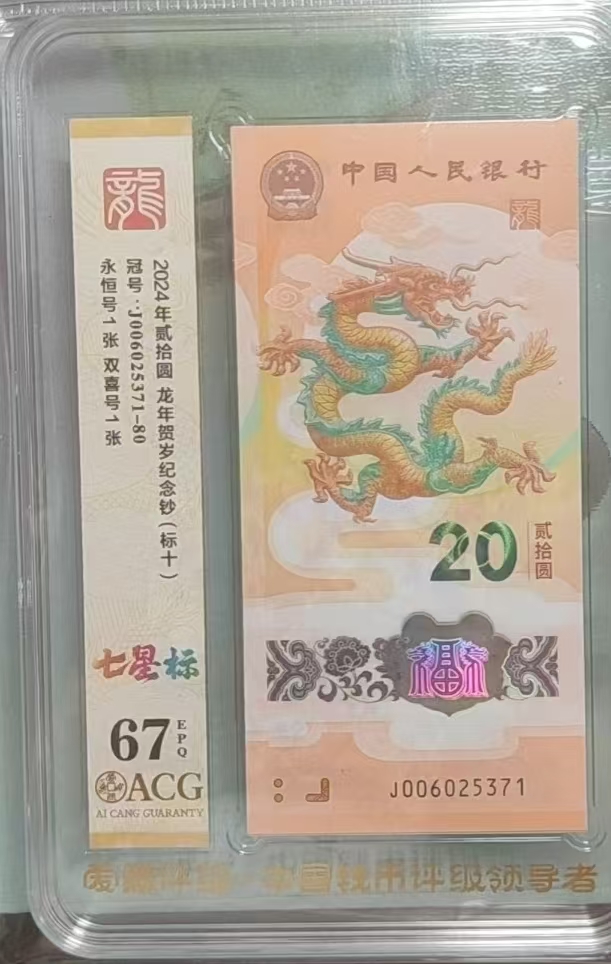 龍
2024年贰拾圆 龙年贺岁纪念钞(标十)
冠号:J006025371-80
永恒号1张 双喜号1张
七星标
67
EPQ
ACG
AI CANG GUARANTY
中国人民银行
龍
20
贰拾圆
福
J006025371
评级 中国钱币评级领导者